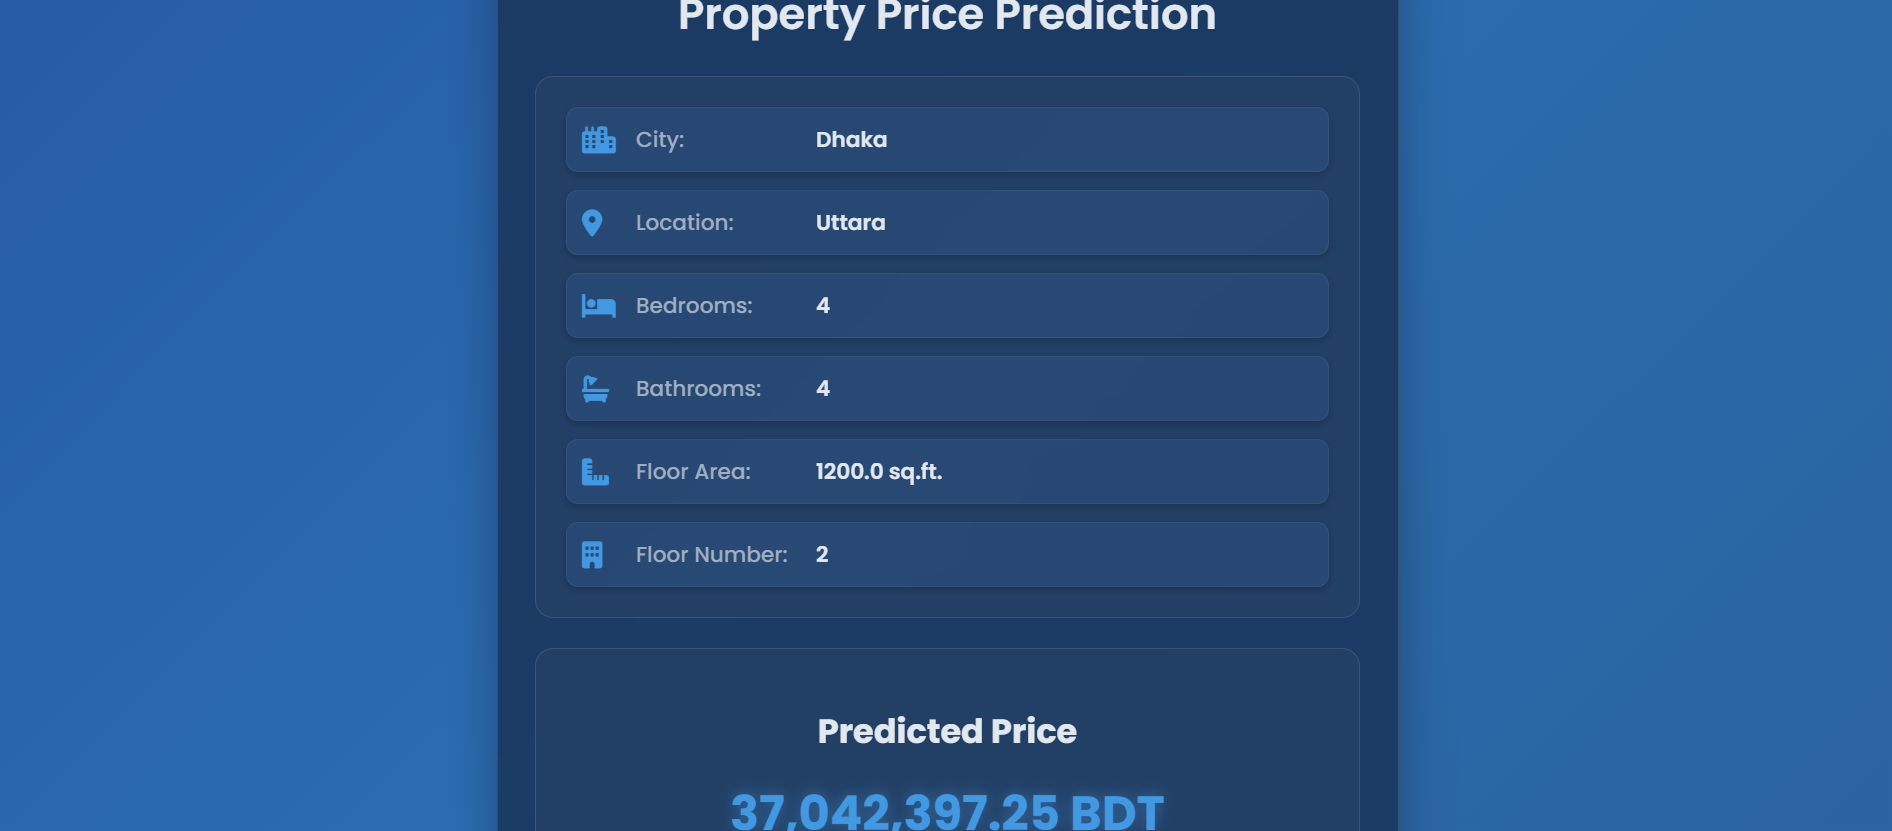 Property Price Prediction
City: Dhaka
Location: Uttara
Bedrooms: 4
Bathrooms: 4
Floor Area: 1200.0 sq.ft.
Floor Number: 2
Predicted Price
37,042,397.25 BDT